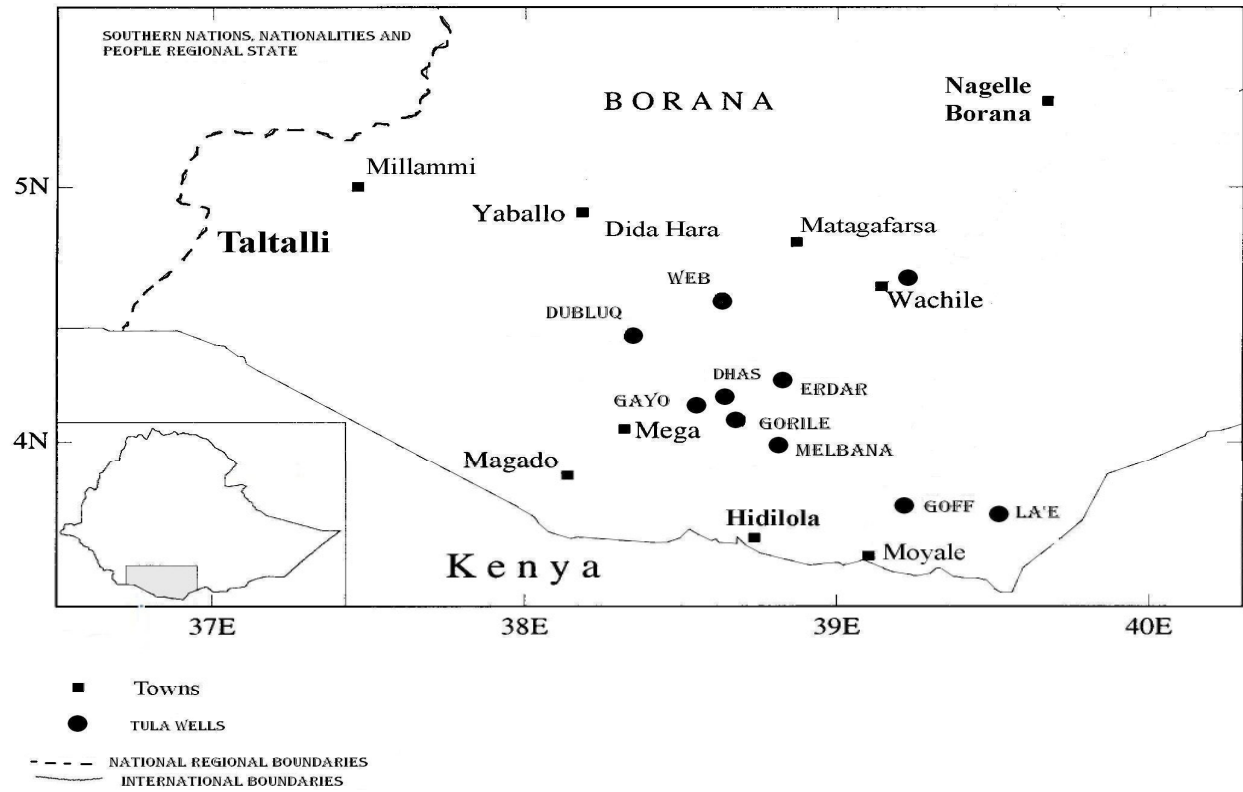 SOUTHERN NATIONS, NATIONALITIES AND
PEOPLE REGIONAL STATE
BORANA
Nagelle
Borana
5N
Millammi
Yaballo
Dida Hara
Matagafarsa
Taltalli
WEB
Wachile
DUBLUQ
DHAS
ERDAR
GAYO
GORILE
4N
Mega
MELBANA
Magado
GOFF
LA'E
Hidilola
Moyale
Kenya
37E
38E
39E
40E
Towns
TULA WELLS
NATIONAL REGIONAL BOUNDARIES
INTERNATIONAL BOUNDARIES